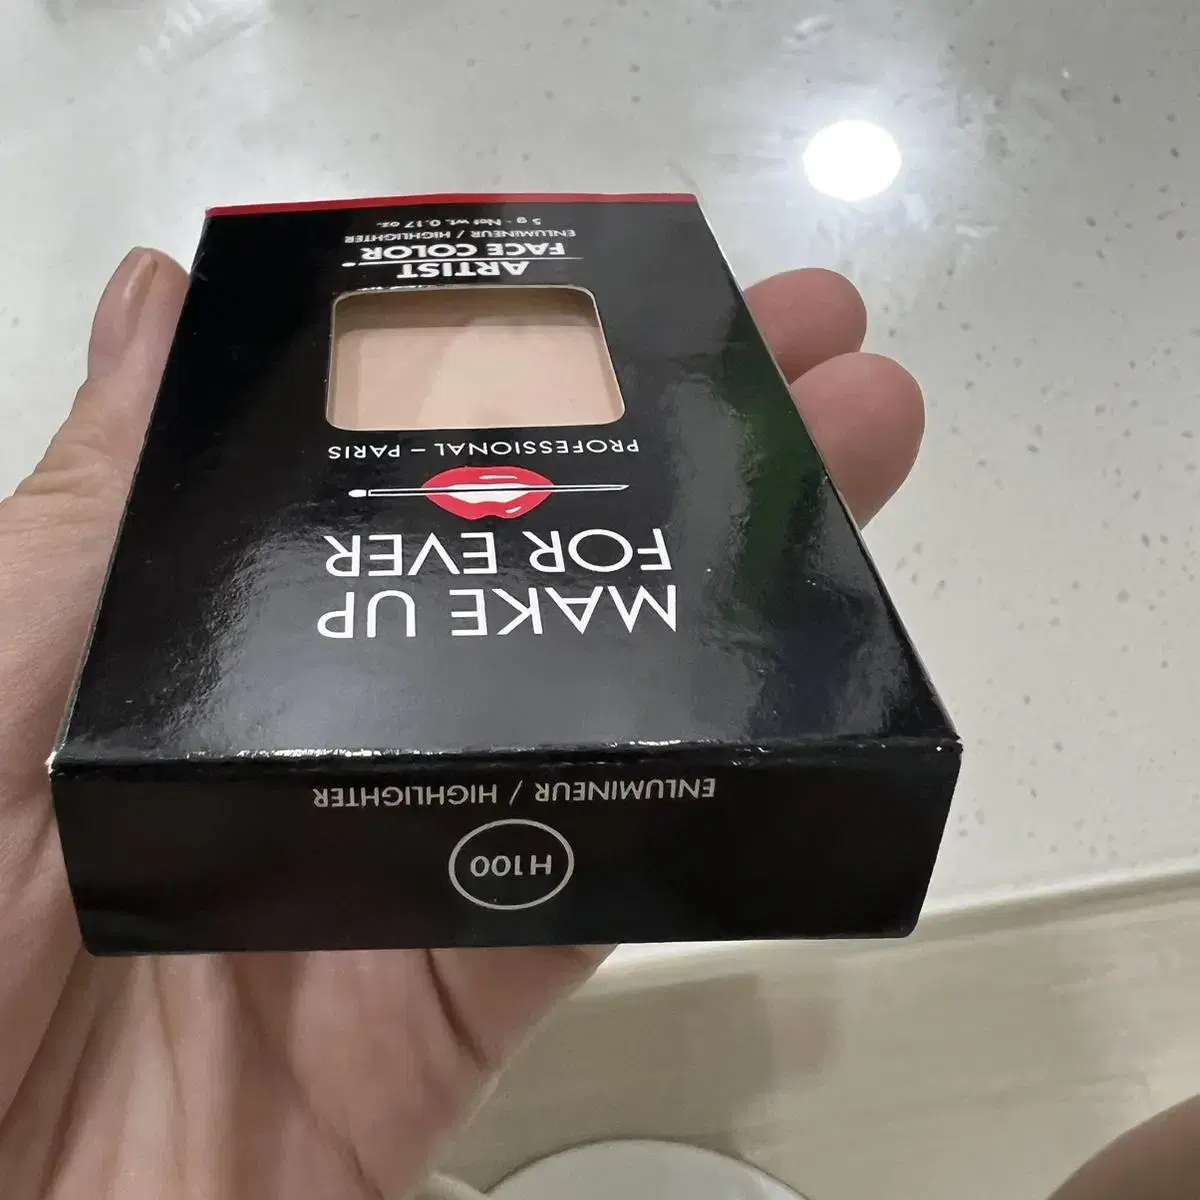 MAKE UP
FOR EVER
PROFESSIONAL – PARIS
ARTIST
FACE COLOR
ENLUMINEUR / HIGHLIGHTER
5 g - Net wt. 0.17 oz.
H100
ENLUMINEUR / HIGHLIGHTER